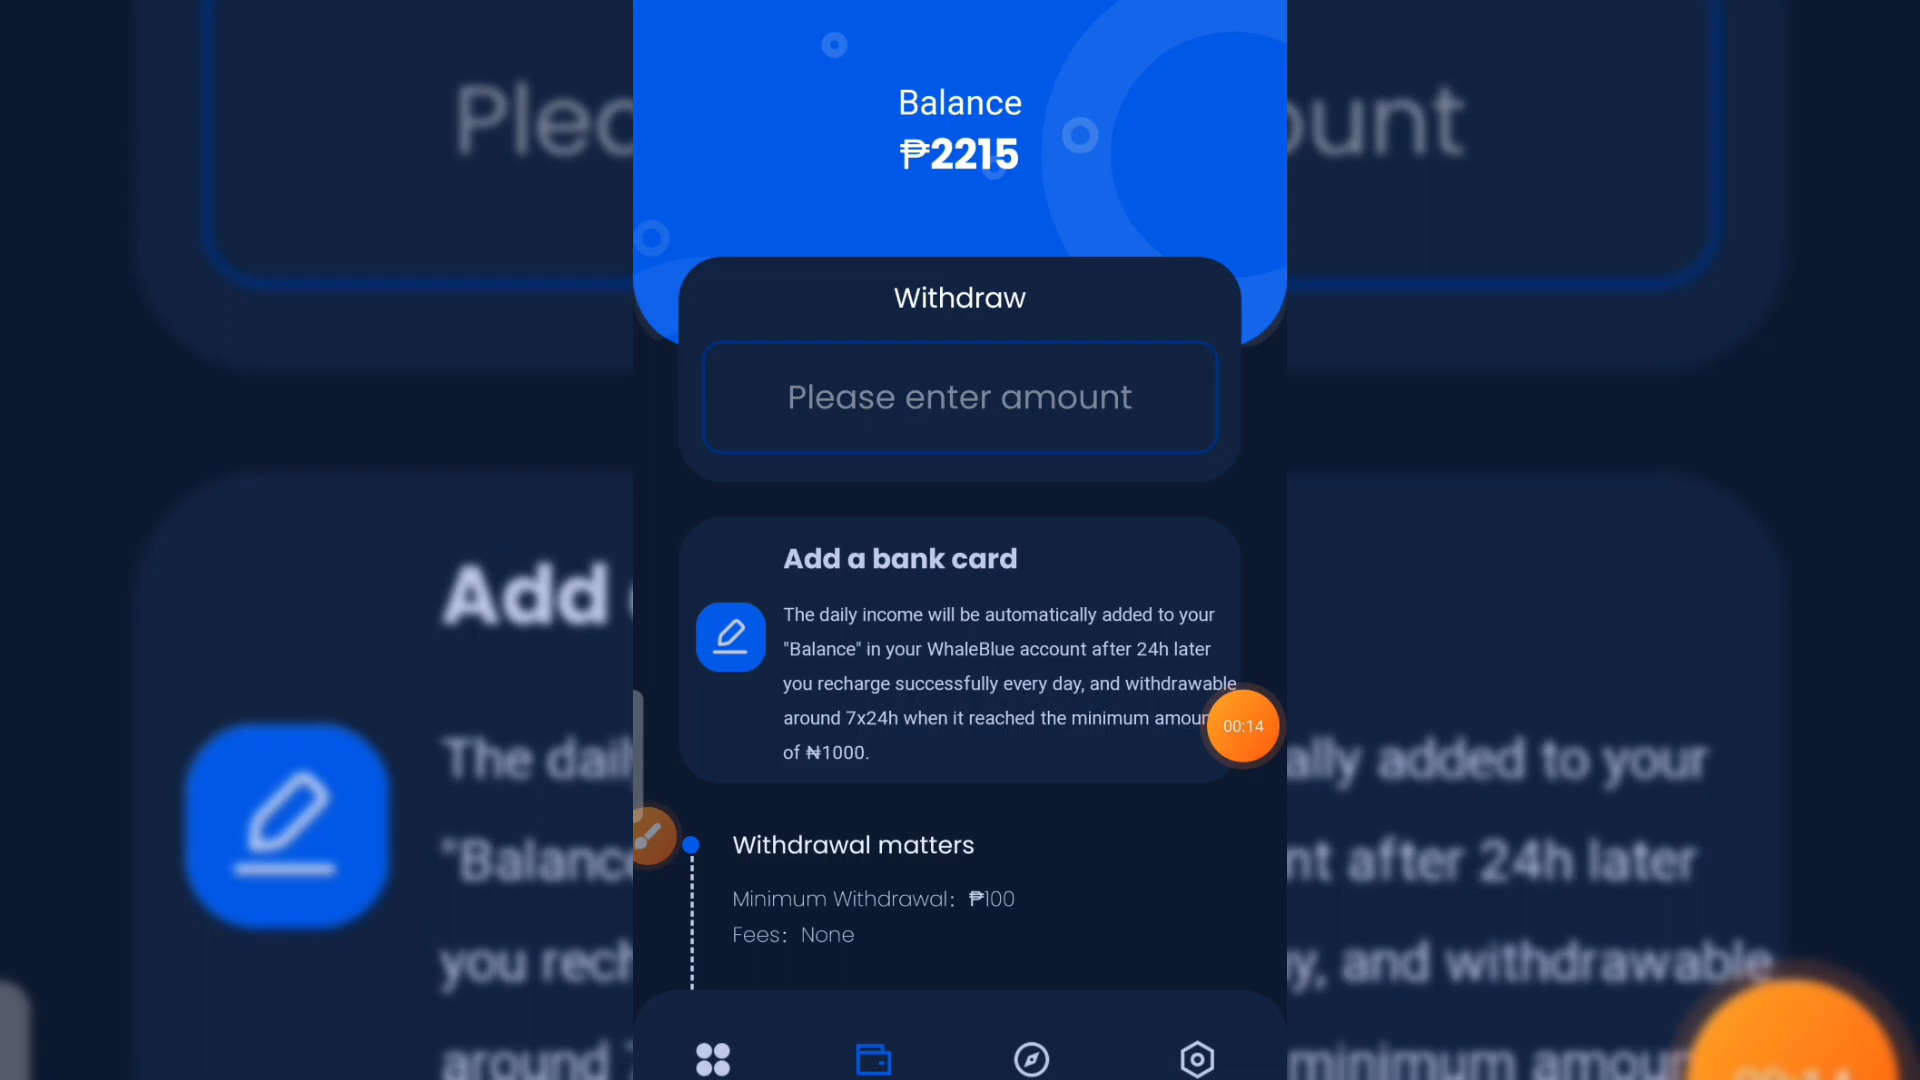 Balance
₱2215
Withdraw
Please enter amount
Add a bank card
The daily income will be automatically added to your
"Balance" in your WhaleBlue account after 24h later
you recharge successfully every day, and withdrawable
around 7x24h when it reached the minimum amoun
of ₦1000.
00:14
Withdrawal matters
Minimum Withdrawal: ₱100
Fees: None